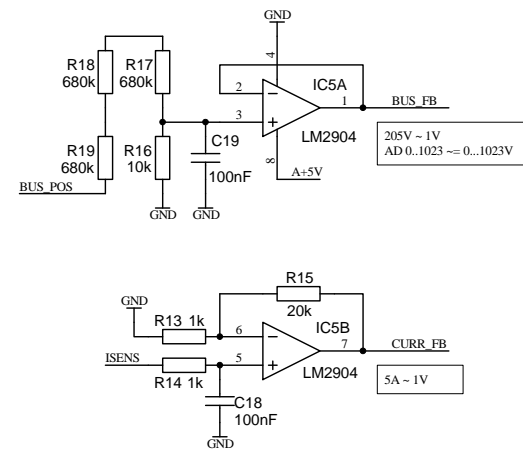 GND
R18
680k
R17
680k
4
2
3
1
8
IC5A
BUS_FB
LM2904
R19
680k
R16
10k
C19
100nF
A+5V
BUS_POS
GND
GND
205V ~ 1V
AD 0..1023 ~= 0...1023V
R15
20k
GND
R13 1k
6
IC5B
7
CURR_FB
ISENS
5
R14 1k
LM2904
C18
100nF
GND
5A ~ 1V